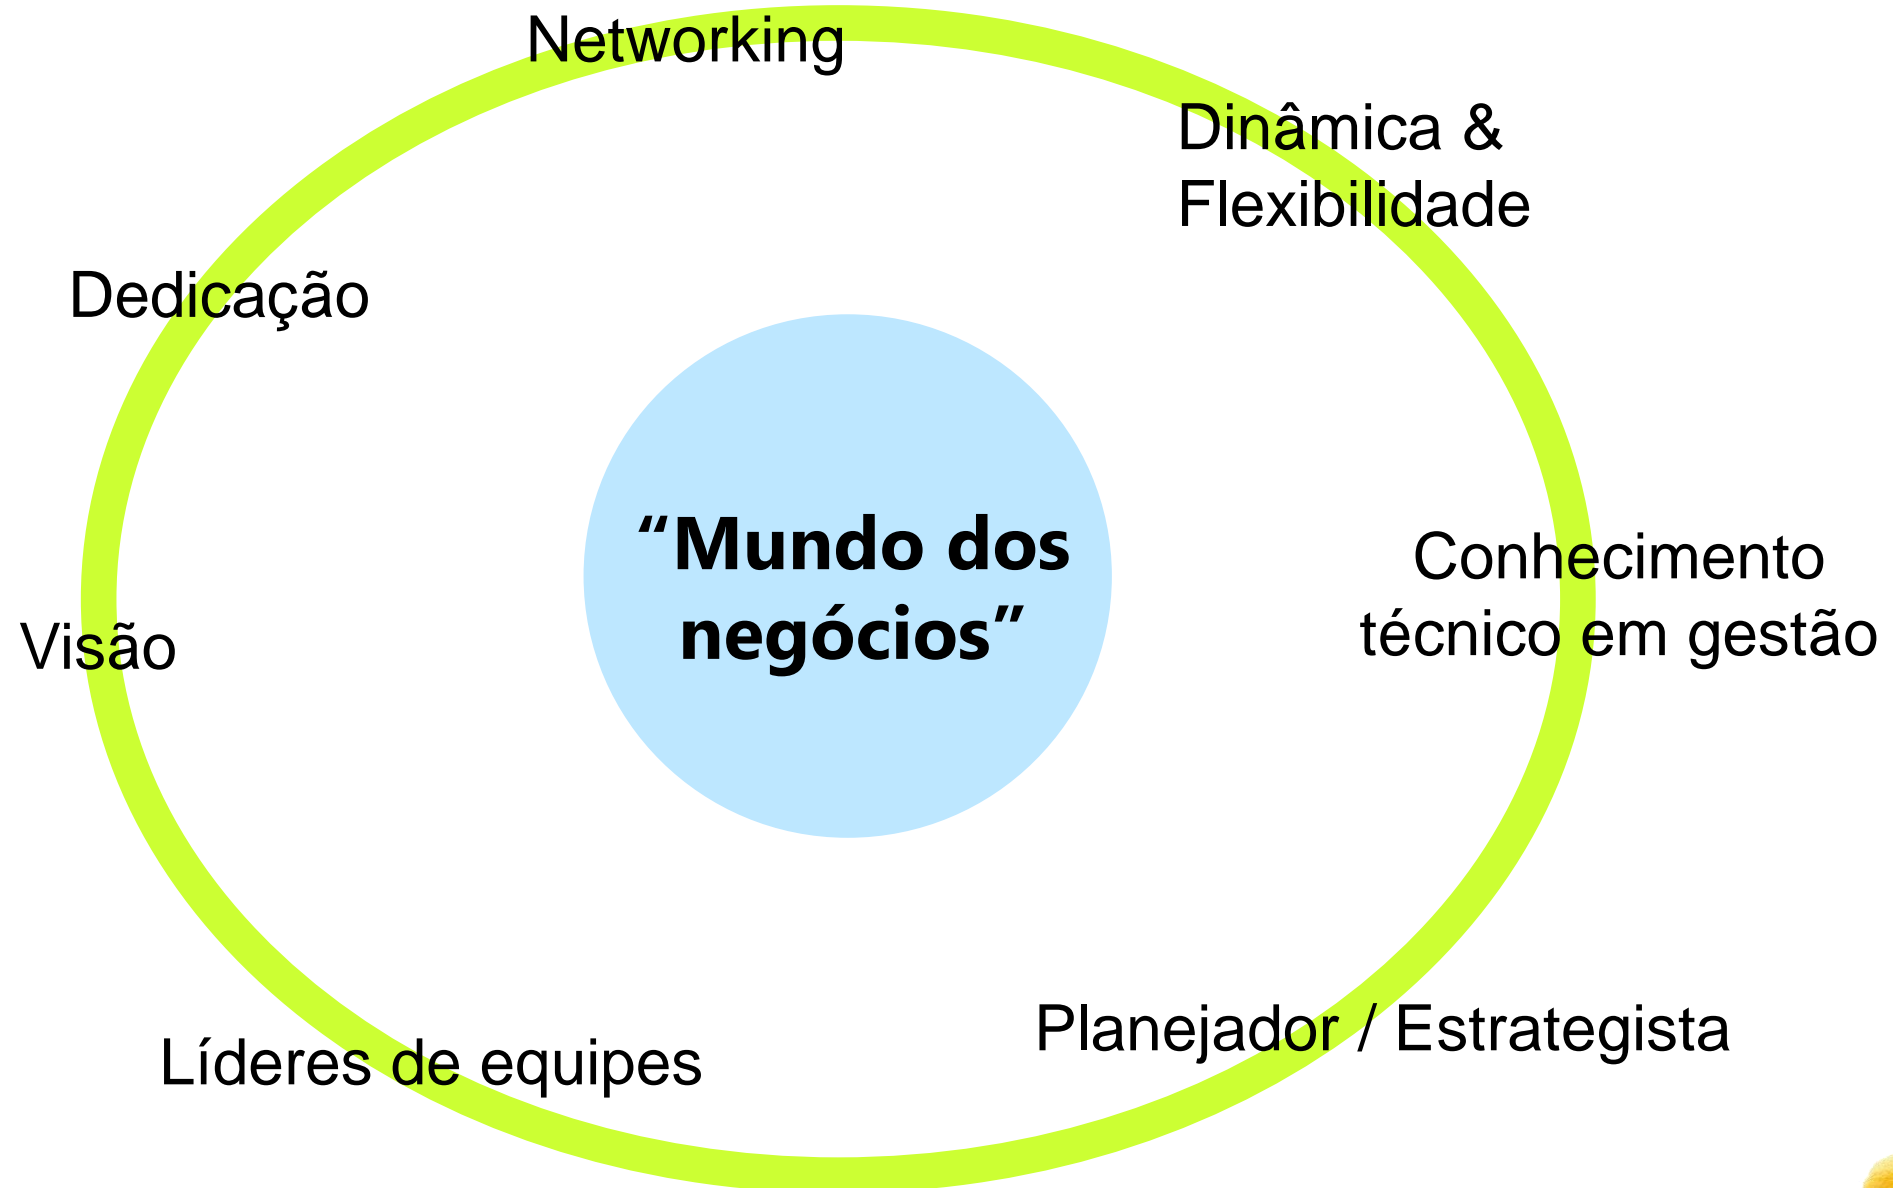 Networking
Dinâmica &
Flexibilidade
Dedicação
“Mundo dos
negócios”
Conhecimento
técnico em gestão
Visão
Planejador / Estrategista
Líderes de equipes